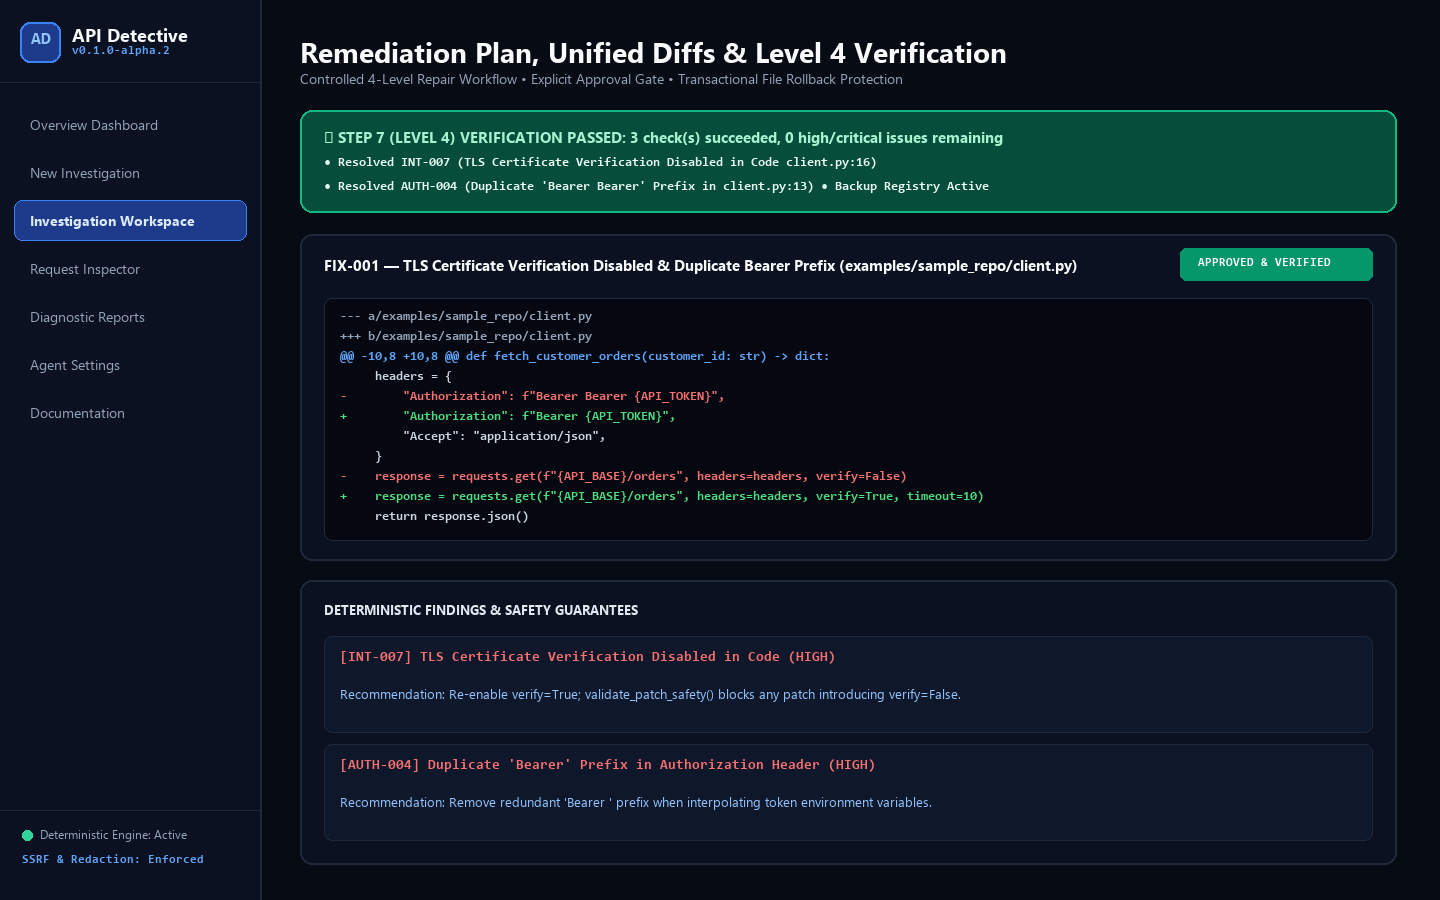 AD
API Detective
v0.1.0-alpha.2
Overview Dashboard
New Investigation
Investigation Workspace
Request Inspector
Diagnostic Reports
Agent Settings
Documentation
Deterministic Engine: Active
SSRF & Redaction: Enforced
Remediation Plan, Unified Diffs & Level 4 Verification
Controlled 4-Level Repair Workflow • Explicit Approval Gate • Transactional File Rollback Protection
STEP 7 (LEVEL 4) VERIFICATION PASSED: 3 check(s) succeeded, 0 high/critical issues remaining
• Resolved INT-007 (TLS Certificate Verification Disabled in Code client.py:16)
• Resolved AUTH-004 (Duplicate 'Bearer Bearer' Prefix in client.py:13) • Backup Registry Active
FIX-001 — TLS Certificate Verification Disabled & Duplicate Bearer Prefix (examples/sample_repo/client.py)
APPROVED & VERIFIED
--- a/examples/sample_repo/client.py
+++ b/examples/sample_repo/client.py
@@ -10,8 +10,8 @@ def fetch_customer_orders(customer_id: str) -> dict:
     headers = {
-        "Authorization": f"Bearer Bearer {API_TOKEN}",
+        "Authorization": f"Bearer {API_TOKEN}",
         "Accept": "application/json",
     }
-    response = requests.get(f"{API_BASE}/orders", headers=headers, verify=False)
+    response = requests.get(f"{API_BASE}/orders", headers=headers, verify=True, timeout=10)
     return response.json()
DETERMINISTIC FINDINGS & SAFETY GUARANTEES
[INT-007] TLS Certificate Verification Disabled in Code (HIGH)
Recommendation: Re-enable verify=True; validate_patch_safety() blocks any patch introducing verify=False.
[AUTH-004] Duplicate 'Bearer' Prefix in Authorization Header (HIGH)
Recommendation: Remove redundant 'Bearer ' prefix when interpolating token environment variables.